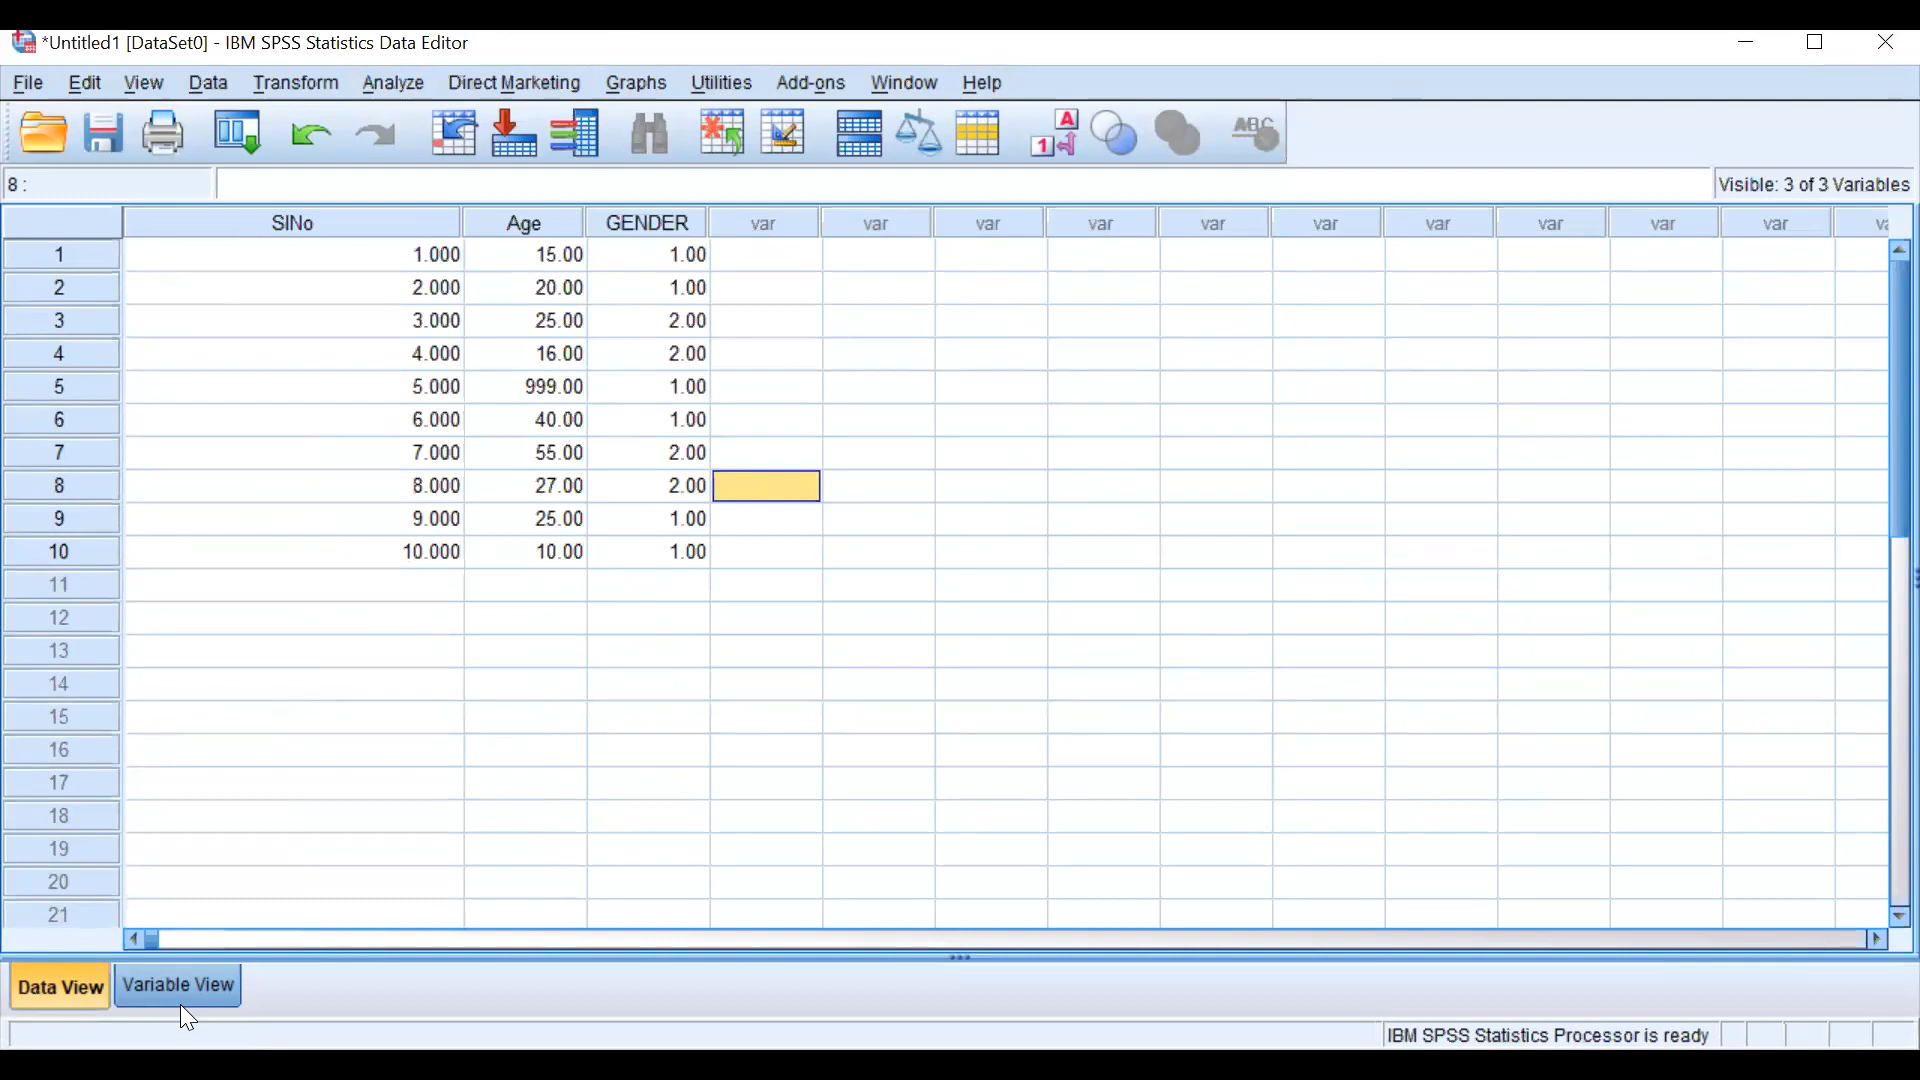 *Untitled1 [DataSet0] - IBM SPSS Statistics Data Editor
File Edit View Data Transform Analyze Direct Marketing Graphs Utilities Add-ons Window Help
A
1
ABC
8 :
Visible: 3 of 3 Variables
SlNo Age GENDER var var var var var var var var var var va
1 1.000 15.00 1.00
2 2.000 20.00 1.00
3 3.000 25.00 2.00
4 4.000 16.00 2.00
5 5.000 999.00 1.00
6 6.000 40.00 1.00
7 7.000 55.00 2.00
8 8.000 27.00 2.00
9 9.000 25.00 1.00
10 10.000 10.00 1.00
11
12
13
14
15
16
17
18
19
20
21
Data View Variable View
IBM SPSS Statistics Processor is ready